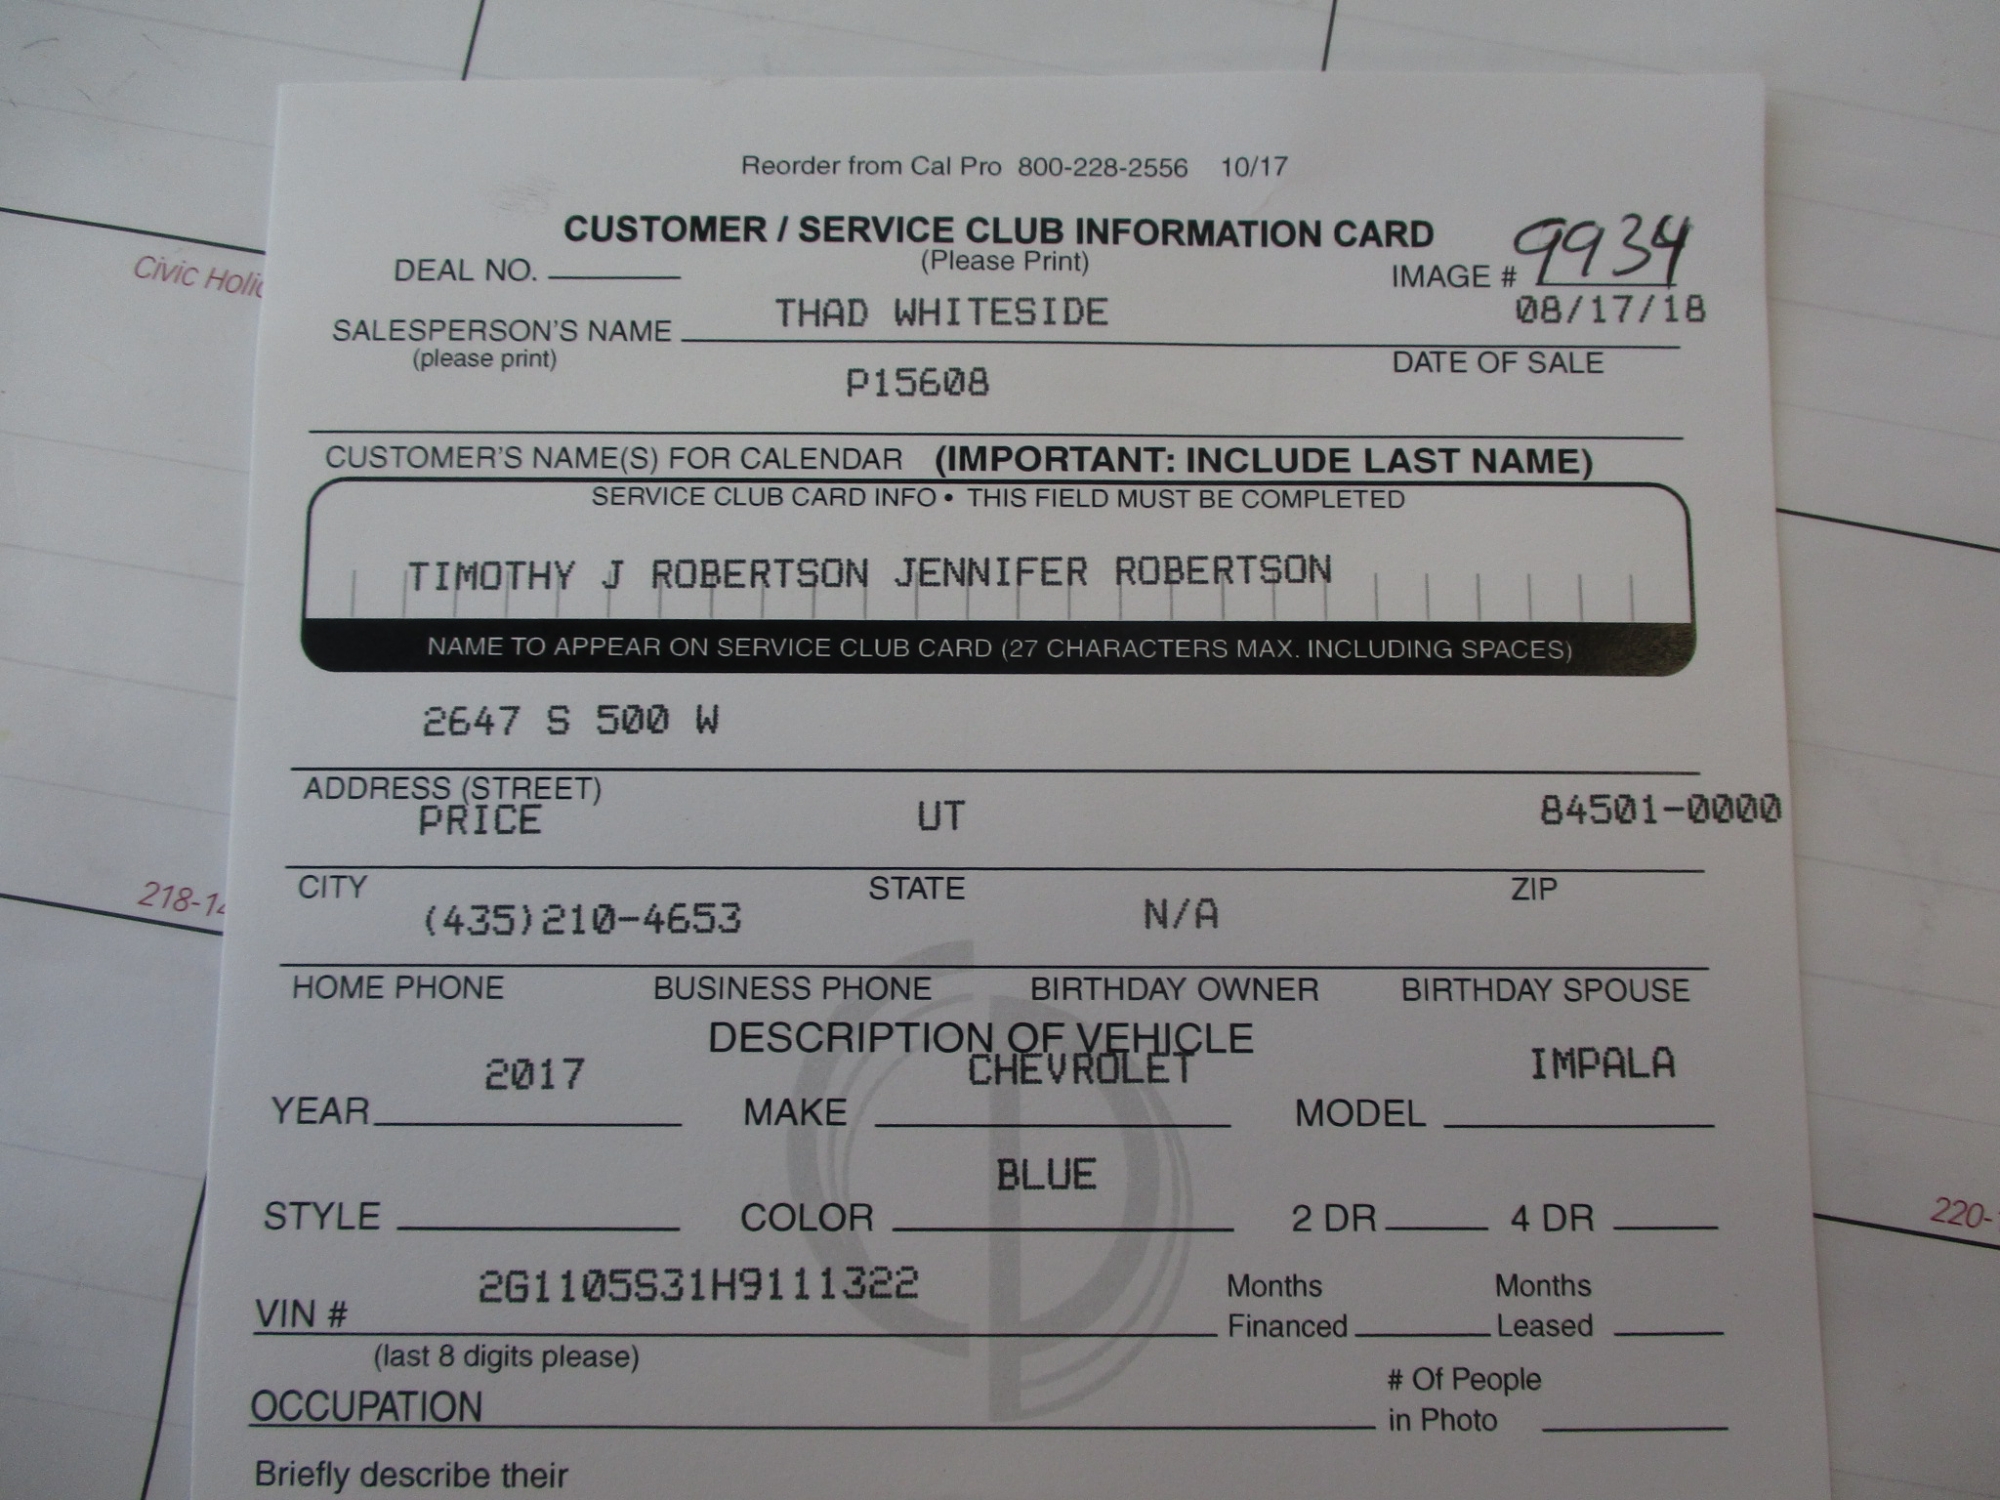 Reorder from Cal Pro 800-228-2556 10/17
CUSTOMER / SERVICE CLUB INFORMATION CARD
(Please Print)
DEAL NO.
IMAGE # 9934
THAD WHITESIDE 08/17/18
SALESPERSON'S NAME
(please print) DATE OF SALE
P15608
CUSTOMER'S NAME(S) FOR CALENDAR (IMPORTANT: INCLUDE LAST NAME)
SERVICE CLUB CARD INFO • THIS FIELD MUST BE COMPLETED
TIMOTHY J ROBERTSON JENNIFER ROBERTSON
NAME TO APPEAR ON SERVICE CLUB CARD (27 CHARACTERS MAX. INCLUDING SPACES)
2647 S 500 W
ADDRESS (STREET)
PRICE UT 84501-0000
CITY STATE ZIP
(435)210-4653 N/A
HOME PHONE BUSINESS PHONE BIRTHDAY OWNER BIRTHDAY SPOUSE
DESCRIPTION OF VEHICLE
2017 CHEVROLET IMPALA
YEAR MAKE MODEL
BLUE
STYLE COLOR 2 DR 4 DR
2G1105S31H9111322
VIN # Months Financed Months Leased
(last 8 digits please)
OCCUPATION # Of People in Photo
Briefly describe their
Civic
218-1
220-